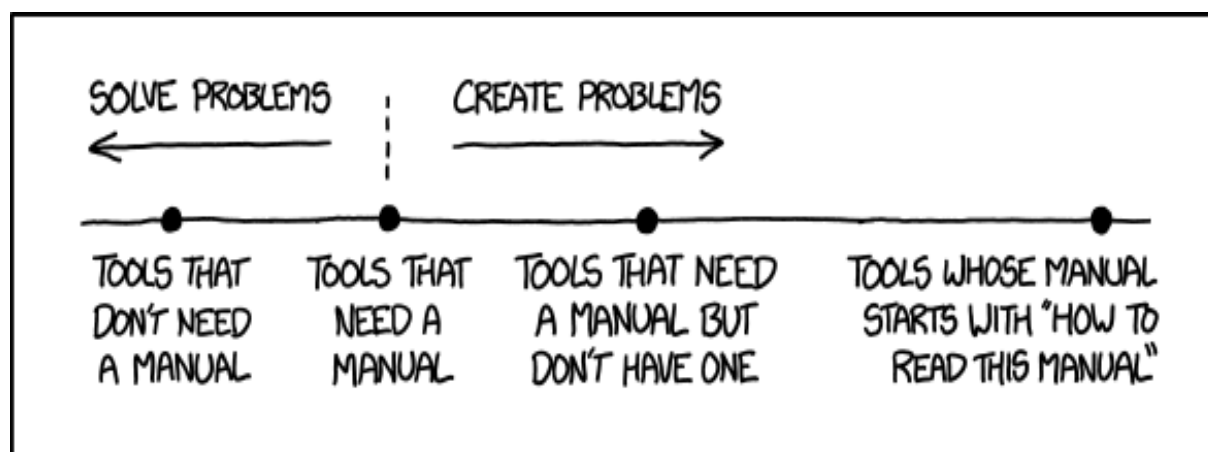 SOLVE PROBLEMS
CREATE PROBLEMS
TOOLS THAT
DON'T NEED
A MANUAL
TOOLS THAT
NEED A
MANUAL
TOOLS THAT NEED
A MANUAL BUT
DON'T HAVE ONE
TOOLS WHOSE MANUAL
STARTS WITH "HOW TO
READ THIS MANUAL"